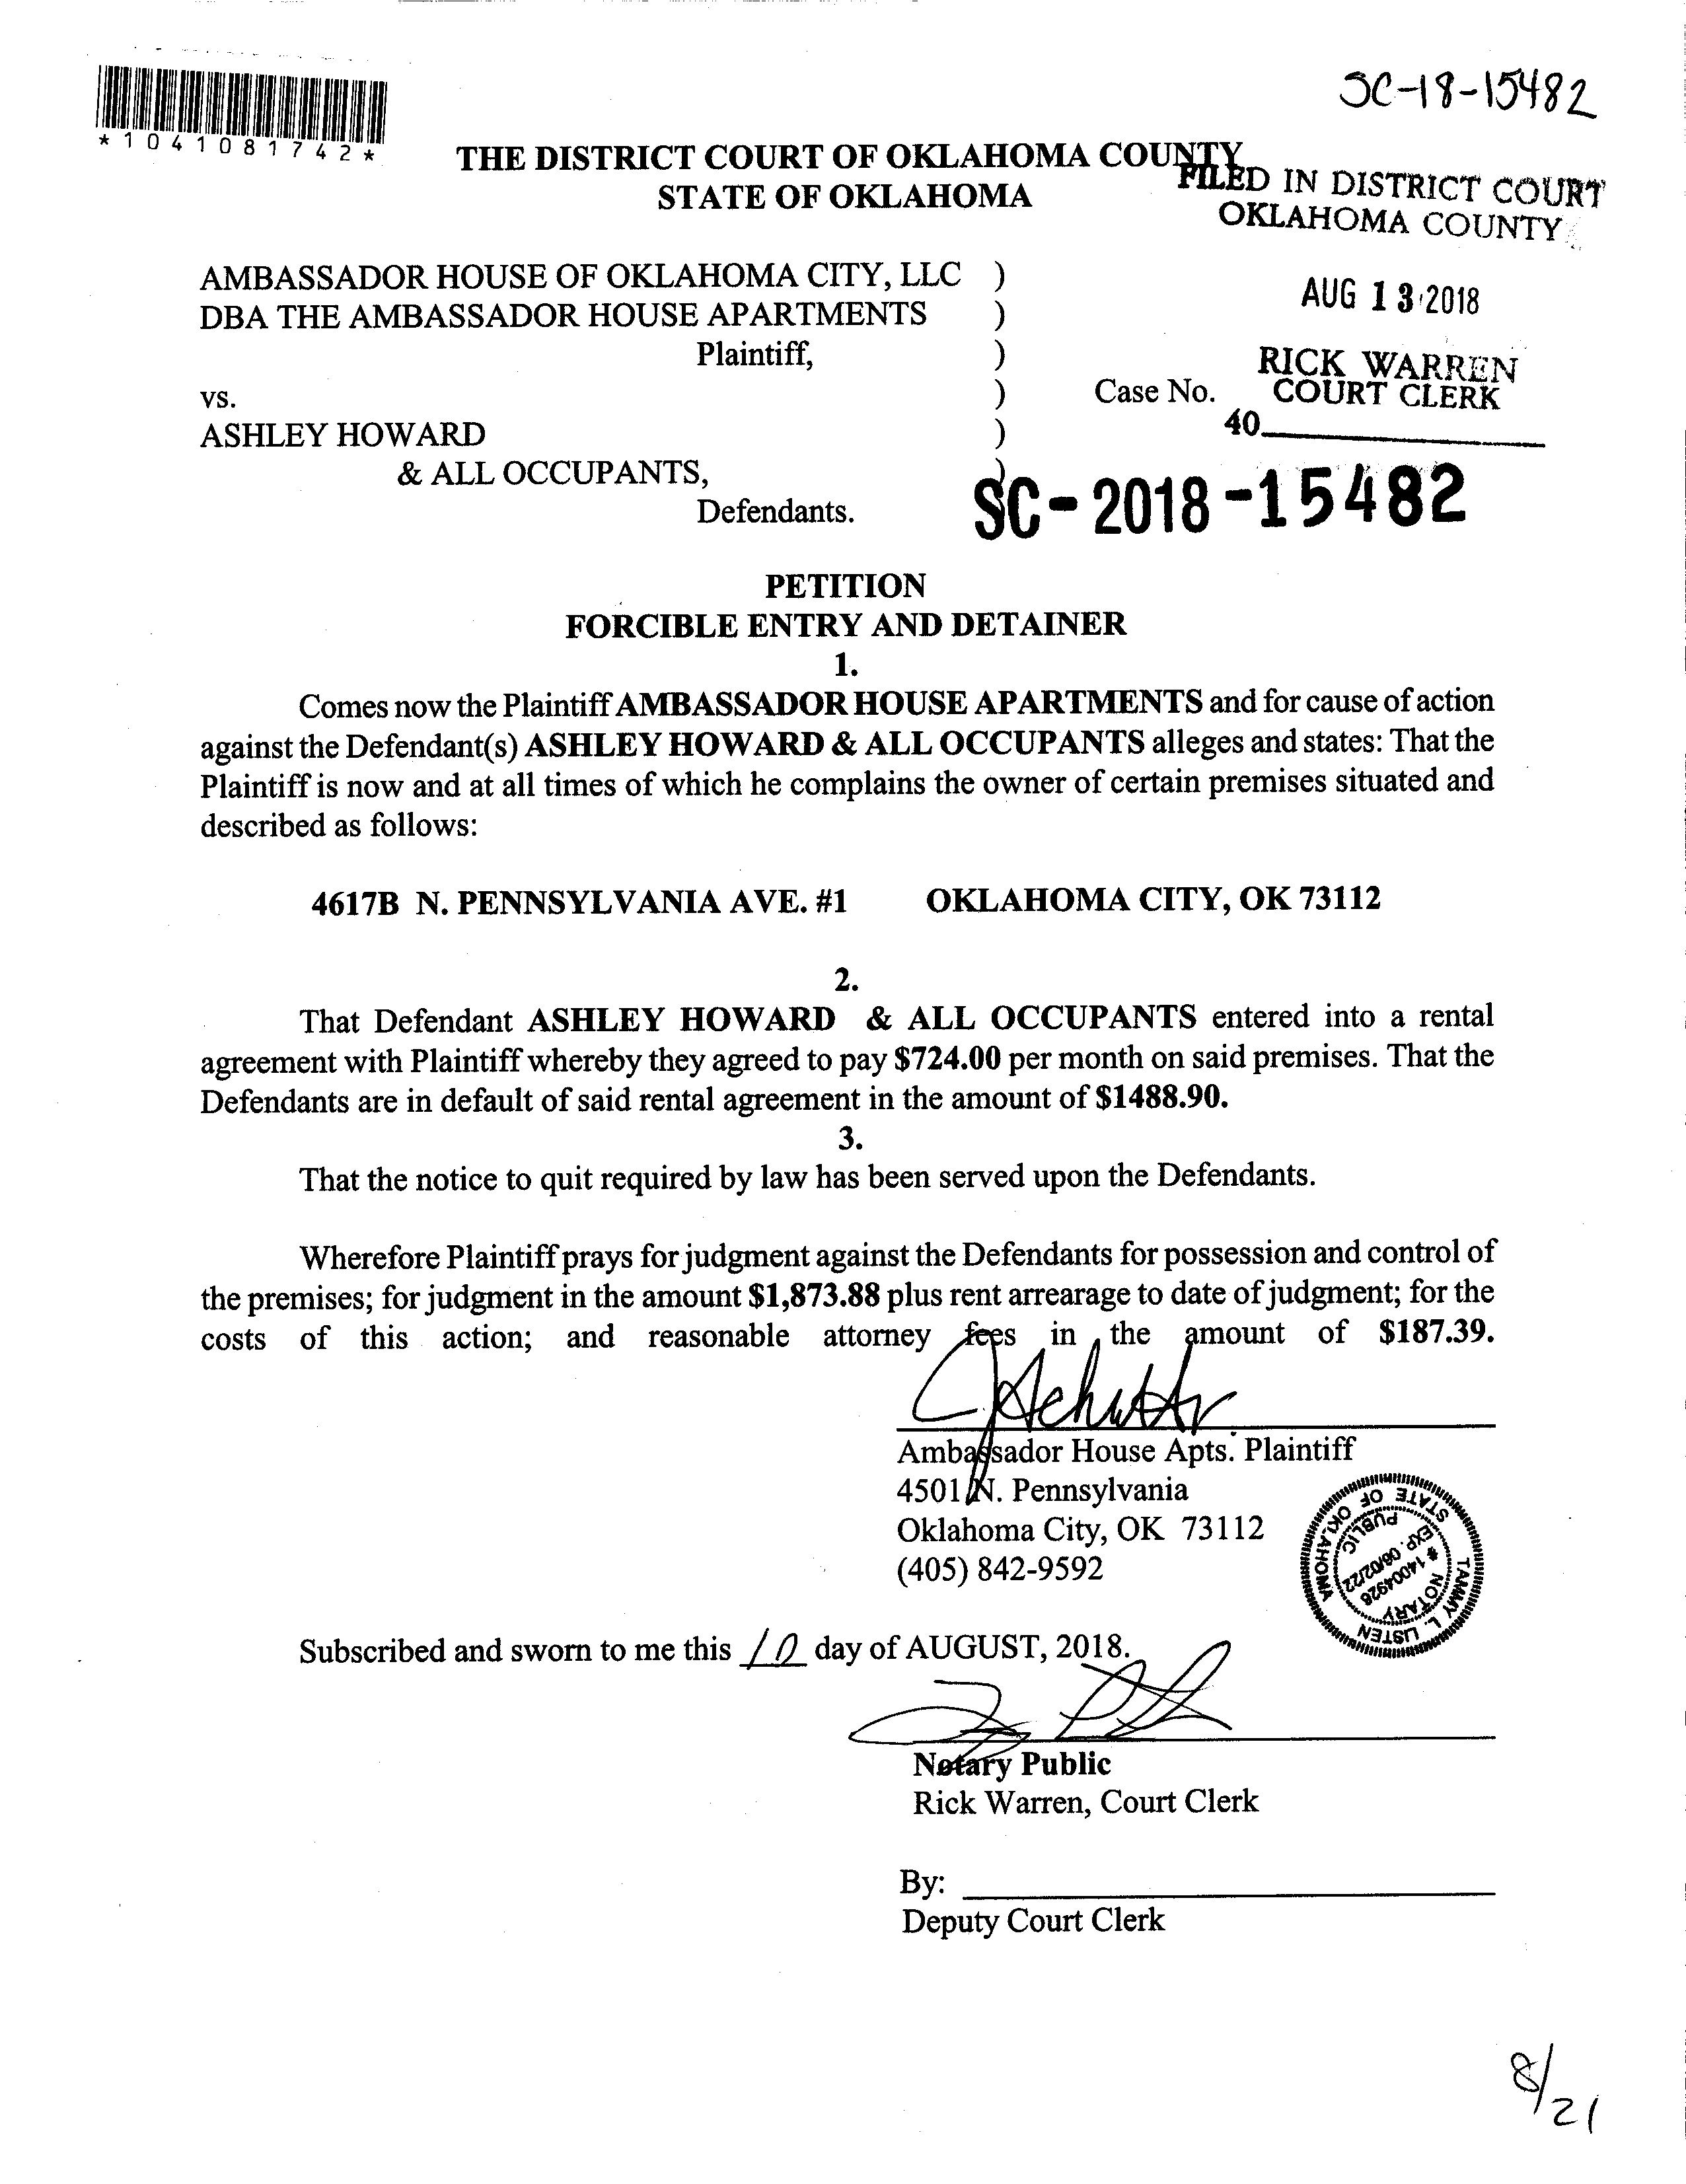 SC-18-15482
*1041081742*
THE DISTRICT COURT OF OKLAHOMA COUNTY
STATE OF OKLAHOMA
FILED IN DISTRICT COURT
OKLAHOMA COUNTY
AUG 13 2018
RICK WARREN
COURT CLERK
40
AMBASSADOR HOUSE OF OKLAHOMA CITY, LLC )
DBA THE AMBASSADOR HOUSE APARTMENTS )
Plaintiff, )
vs. ) Case No.
ASHLEY HOWARD )
& ALL OCCUPANTS, )
Defendants.
SC-2018-15482
PETITION
FORCIBLE ENTRY AND DETAINER
1.
Comes now the Plaintiff AMBASSADOR HOUSE APARTMENTS and for cause of action
against the Defendant(s) ASHLEY HOWARD & ALL OCCUPANTS alleges and states: That the
Plaintiff is now and at all times of which he complains the owner of certain premises situated and
described as follows:
4617B N. PENNSYLVANIA AVE. #1 OKLAHOMA CITY, OK 73112
2.
That Defendant ASHLEY HOWARD & ALL OCCUPANTS entered into a rental
agreement with Plaintiff whereby they agreed to pay $724.00 per month on said premises. That the
Defendants are in default of said rental agreement in the amount of $1488.90.
3.
That the notice to quit required by law has been served upon the Defendants.
Wherefore Plaintiff prays for judgment against the Defendants for possession and control of
the premises; for judgment in the amount $1,873.88 plus rent arrearage to date of judgment; for the
costs of this action; and reasonable attorney fees in the amount of $187.39.
Ambassador House Apts. Plaintiff
4501 N. Pennsylvania
Oklahoma City, OK 73112
(405) 842-9592
TAMMY L. LISTEN
STATE OF OKLAHOMA
NOTARY
PUBLIC
# 14004926
EXP. 06/02/22
Subscribed and sworn to me this 10 day of AUGUST, 2018.
Notary Public
Rick Warren, Court Clerk
By:
Deputy Court Clerk
8/21